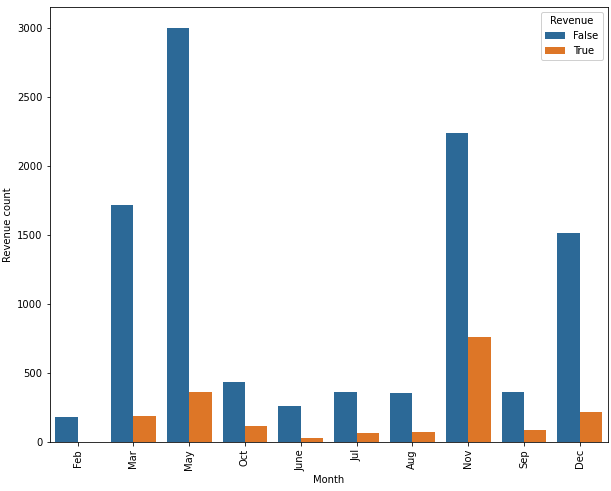 Revenue
False
True
3000
2500
2000
1500
1000
500
0
Revenue count
Feb
Mar
May
Oct
June
Jul
Aug
Nov
Sep
Dec
Month